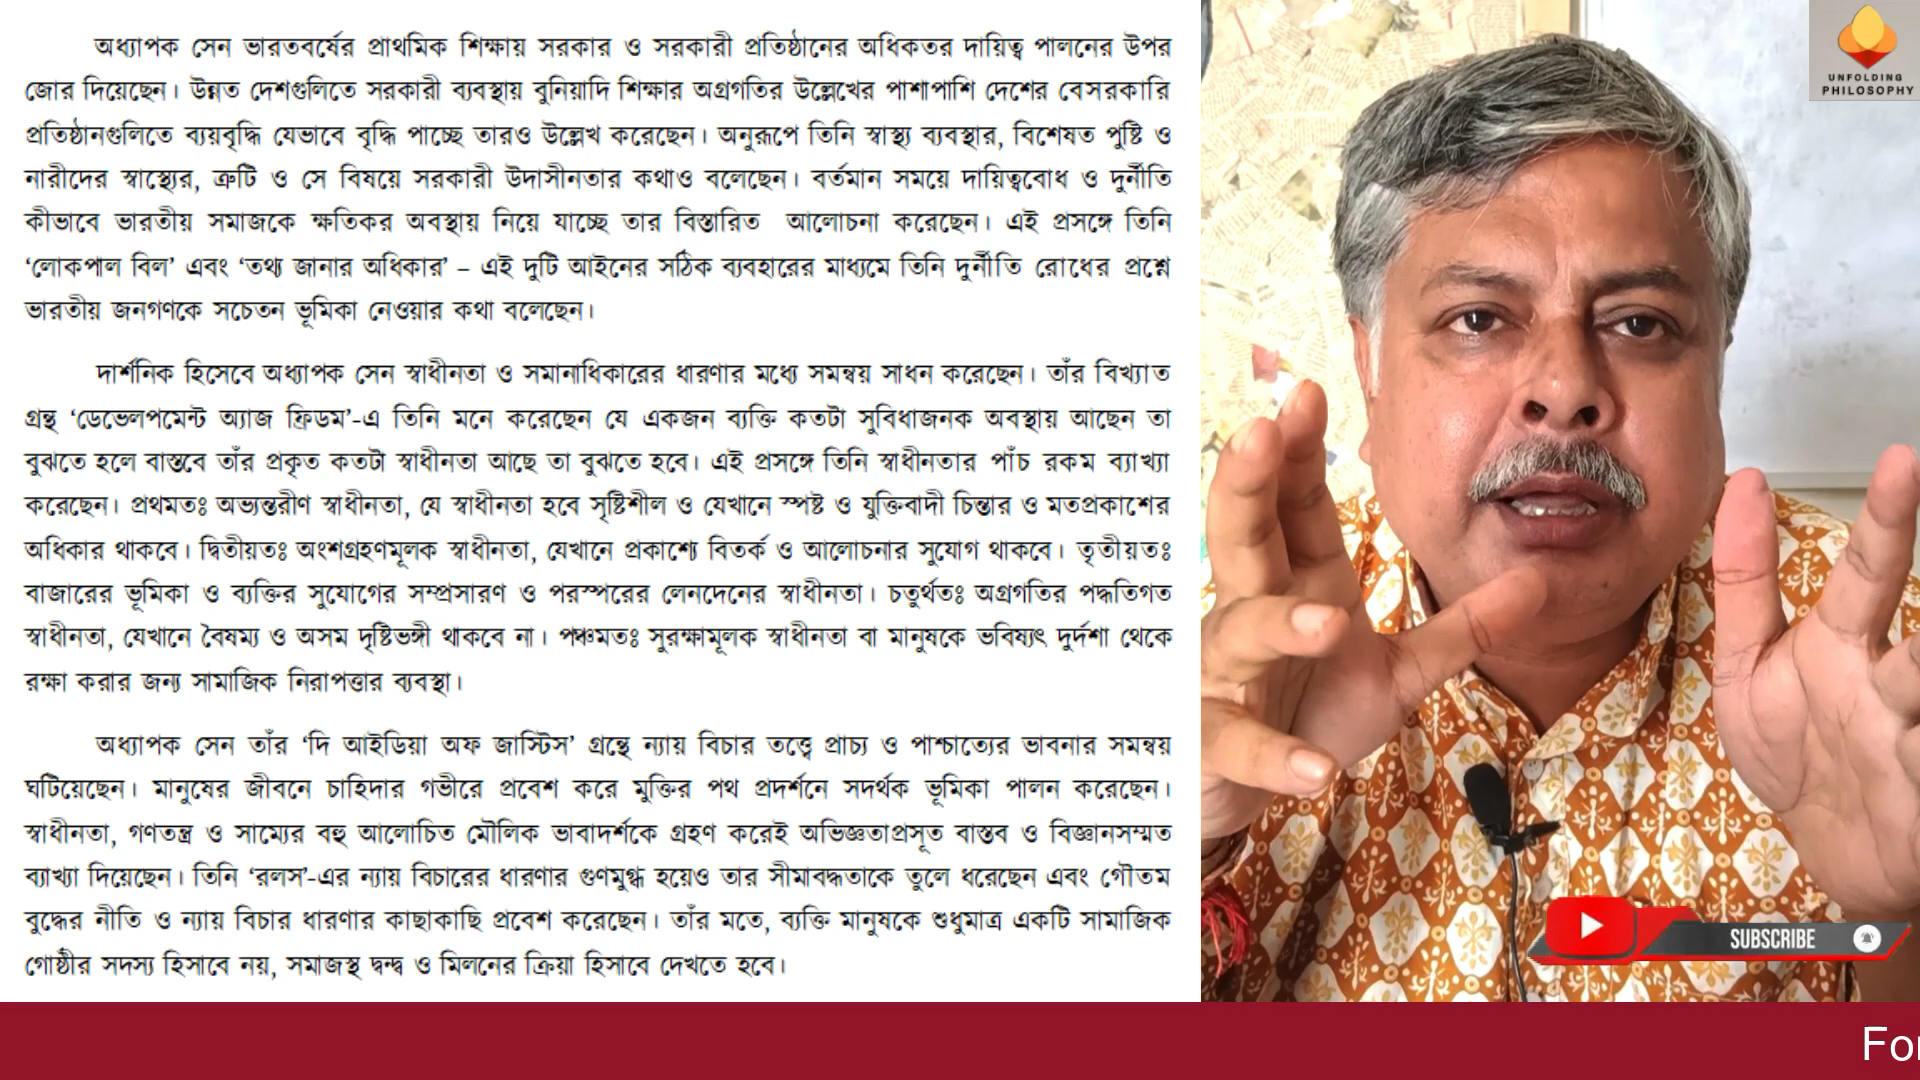 অধ্যাপক সেন ভারতবর্ষের প্রাথমিক শিক্ষায় সরকার ও সরকারী প্রতিষ্ঠানের অধিকতর দায়িত্ব পালনের উপর
জোর দিয়েছেন। উন্নত দেশগুলিতে সরকারী ব্যবস্থায় বুনিয়াদি শিক্ষার অগ্রগতির উল্লেখের পাশাপাশি দেশের বেসরকারি
প্রতিষ্ঠানগুলিতে ব্যয়বৃদ্ধি যেভাবে বৃদ্ধি পাচ্ছে তারও উল্লেখ করেছেন। অনুরূপে তিনি স্বাস্থ্য ব্যবস্থার, বিশেষত পুষ্টি ও
নারীদের স্বাস্থ্যের, ত্রুটি ও সে বিষয়ে সরকারী উদাসীনতার কথাও বলেছেন। বর্তমান সময়ে দায়িত্ববোধ ও দুর্নীতি
কীভাবে ভারতীয় সমাজকে ক্ষতিকর অবস্থায় নিয়ে যাচ্ছে তার বিস্তারিত আলোচনা করেছেন। এই প্রসঙ্গে তিনি
‘লোকপাল বিল’ এবং ‘তথ্য জানার অধিকার’ – এই দুটি আইনের সঠিক ব্যবহারের মাধ্যমে তিনি দুর্নীতি রোধের প্রশ্নে
ভারতীয় জনগণকে সচেতন ভূমিকা নেওয়ার কথা বলেছেন।
দার্শনিক হিসেবে অধ্যাপক সেন স্বাধীনতা ও সমানাধিকারের ধারণার মধ্যে সমন্বয় সাধন করেছেন। তাঁর বিখ্যাত
গ্রন্থ ‘ডেভেলপমেন্ট অ্যাজ ফ্রিডম’-এ তিনি মনে করেছেন যে একজন ব্যক্তি কতটা সুবিধাজনক অবস্থায় আছেন তা
বুঝতে হলে বাস্তবে তাঁর প্রকৃত কতটা স্বাধীনতা আছে তা বুঝতে হবে। এই প্রসঙ্গে তিনি স্বাধীনতার পাঁচ রকম ব্যাখ্যা
করেছেন। প্রথমতঃ অভ্যন্তরীণ স্বাধীনতা, যে স্বাধীনতা হবে সৃষ্টিশীল ও যেখানে স্পষ্ট ও যুক্তিবাদী চিন্তার ও মতপ্রকাশের
অধিকার থাকবে। দ্বিতীয়তঃ অংশগ্রহণমূলক স্বাধীনতা, যেখানে প্রকাশ্যে বিতর্ক ও আলোচনার সুযোগ থাকবে। তৃতীয়তঃ
বাজারের ভূমিকা ও ব্যক্তির সুযোগের সম্প্রসারণ ও পরস্পরের লেনদেনের স্বাধীনতা। চতুর্থতঃ অগ্রগতির পদ্ধতিগত
স্বাধীনতা, যেখানে বৈষম্য ও অসম দৃষ্টিভঙ্গী থাকবে না। পঞ্চমতঃ সুরক্ষামূলক স্বাধীনতা বা মানুষকে ভবিষ্যৎ দুর্দশা থেকে
রক্ষা করার জন্য সামাজিক নিরাপত্তার ব্যবস্থা।
অধ্যাপক সেন তাঁর ‘দি আইডিয়া অফ জাস্টিস’ গ্রন্থে ন্যায় বিচার তত্ত্বে প্রাচ্য ও পাশ্চাত্যের ভাবনার সমন্বয়
ঘটিয়েছেন। মানুষের জীবনে চাহিদার গভীরে প্রবেশ করে মুক্তির পথ প্রদর্শনে সদর্থক ভূমিকা পালন করেছেন।
স্বাধীনতা, গণতন্ত্র ও সাম্যের বহু আলোচিত মৌলিক ভাবাদর্শকে গ্রহণ করেই অভিজ্ঞতাপ্রসূত বাস্তব ও বিজ্ঞানসম্মত
ব্যাখ্যা দিয়েছেন। তিনি ‘রলস’-এর ন্যায় বিচারের ধারণার গুণমুগ্ধ হয়েও তার সীমাবদ্ধতাকে তুলে ধরেছেন এবং গৌতম
বুদ্ধের নীতি ও ন্যায় বিচার ধারণার কাছাকাছি প্রবেশ করেছেন। তাঁর মতে, ব্যক্তি মানুষকে শুধুমাত্র একটি সামাজিক
গোষ্ঠীর সদস্য হিসাবে নয়, সমাজস্থ দ্বন্দ্ব ও মিলনের ক্রিয়া হিসাবে দেখতে হবে।
UNFOLDING
PHILOSOPHY
SUBSCRIBE